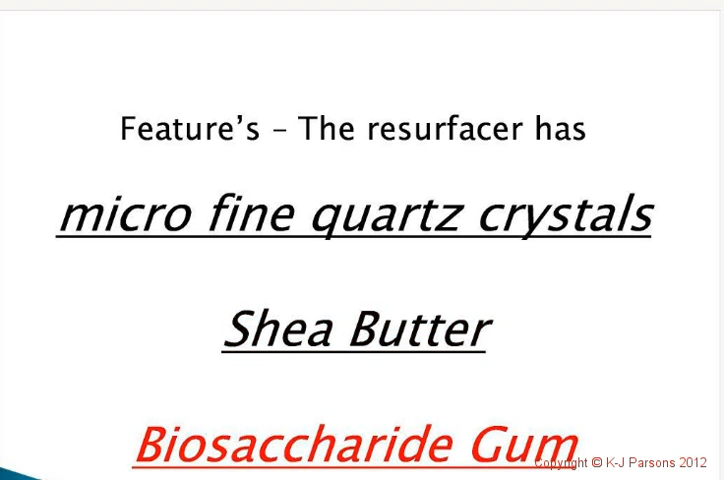 Feature's – The resurfacer has
micro fine quartz crystals
Shea Butter
Biosaccharide Gum
Copyright © K-J Parsons 2012